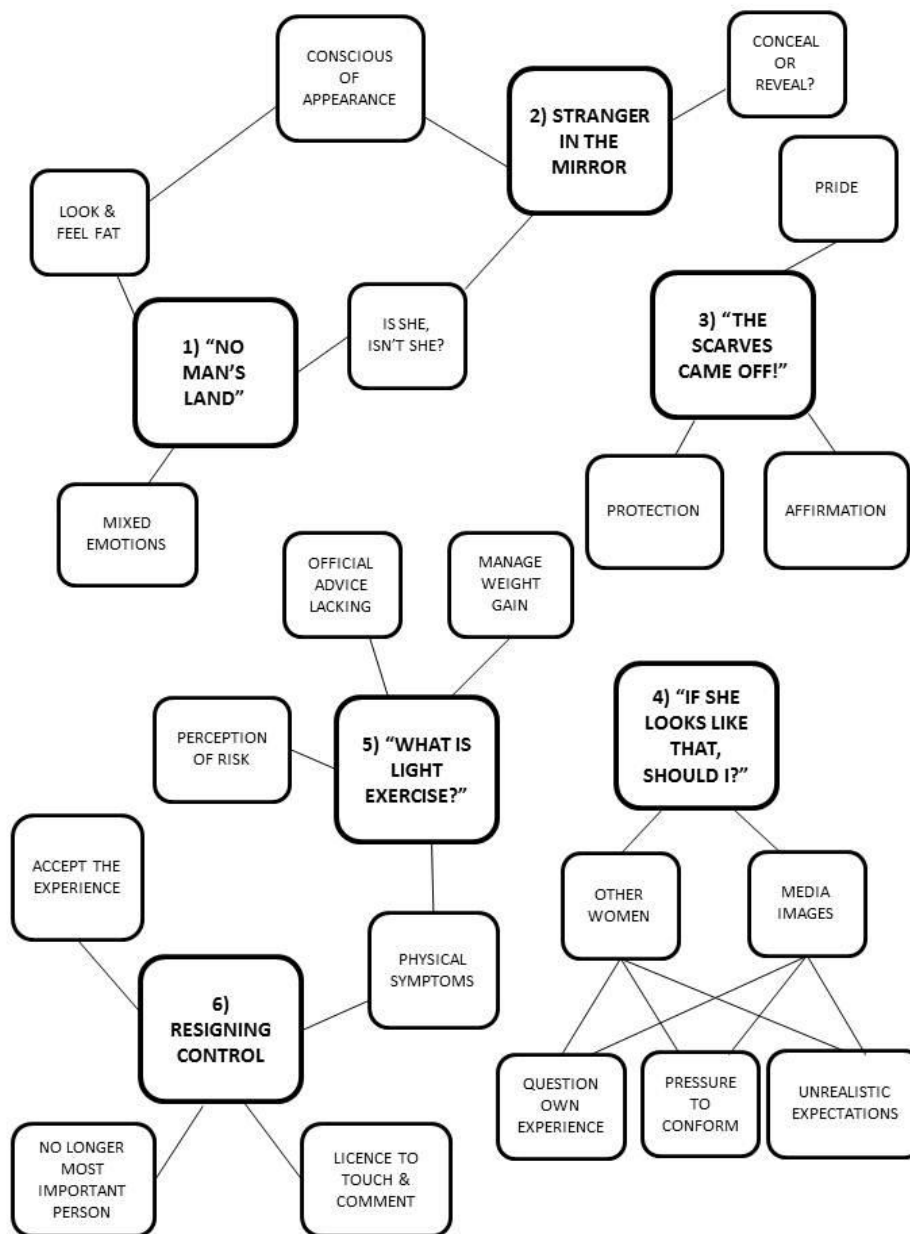 CONSCIOUS
OF
APPEARANCE
CONCEAL
OR
REVEAL?
2) STRANGER
IN THE
MIRROR
PRIDE
LOOK &
FEEL FAT
IS SHE,
ISN'T SHE?
1) “NO
MAN'S
LAND”
3) “THE
SCARVES
CAME OFF!”
MIXED
EMOTIONS
PROTECTION
AFFIRMATION
OFFICIAL
ADVICE
LACKING
MANAGE
WEIGHT
GAIN
PERCEPTION
OF RISK
5) “WHAT IS
LIGHT
EXERCISE?”
4) “IF SHE
LOOKS LIKE
THAT,
SHOULD I?”
ACCEPT THE
EXPERIENCE
OTHER
WOMEN
MEDIA
IMAGES
PHYSICAL
SYMPTOMS
6)
RESIGNING
CONTROL
QUESTION
OWN
EXPERIENCE
PRESSURE
TO
CONFORM
UNREALISTIC
EXPECTATIONS
NO LONGER
MOST
IMPORTANT
PERSON
LICENCE TO
TOUCH &
COMMENT